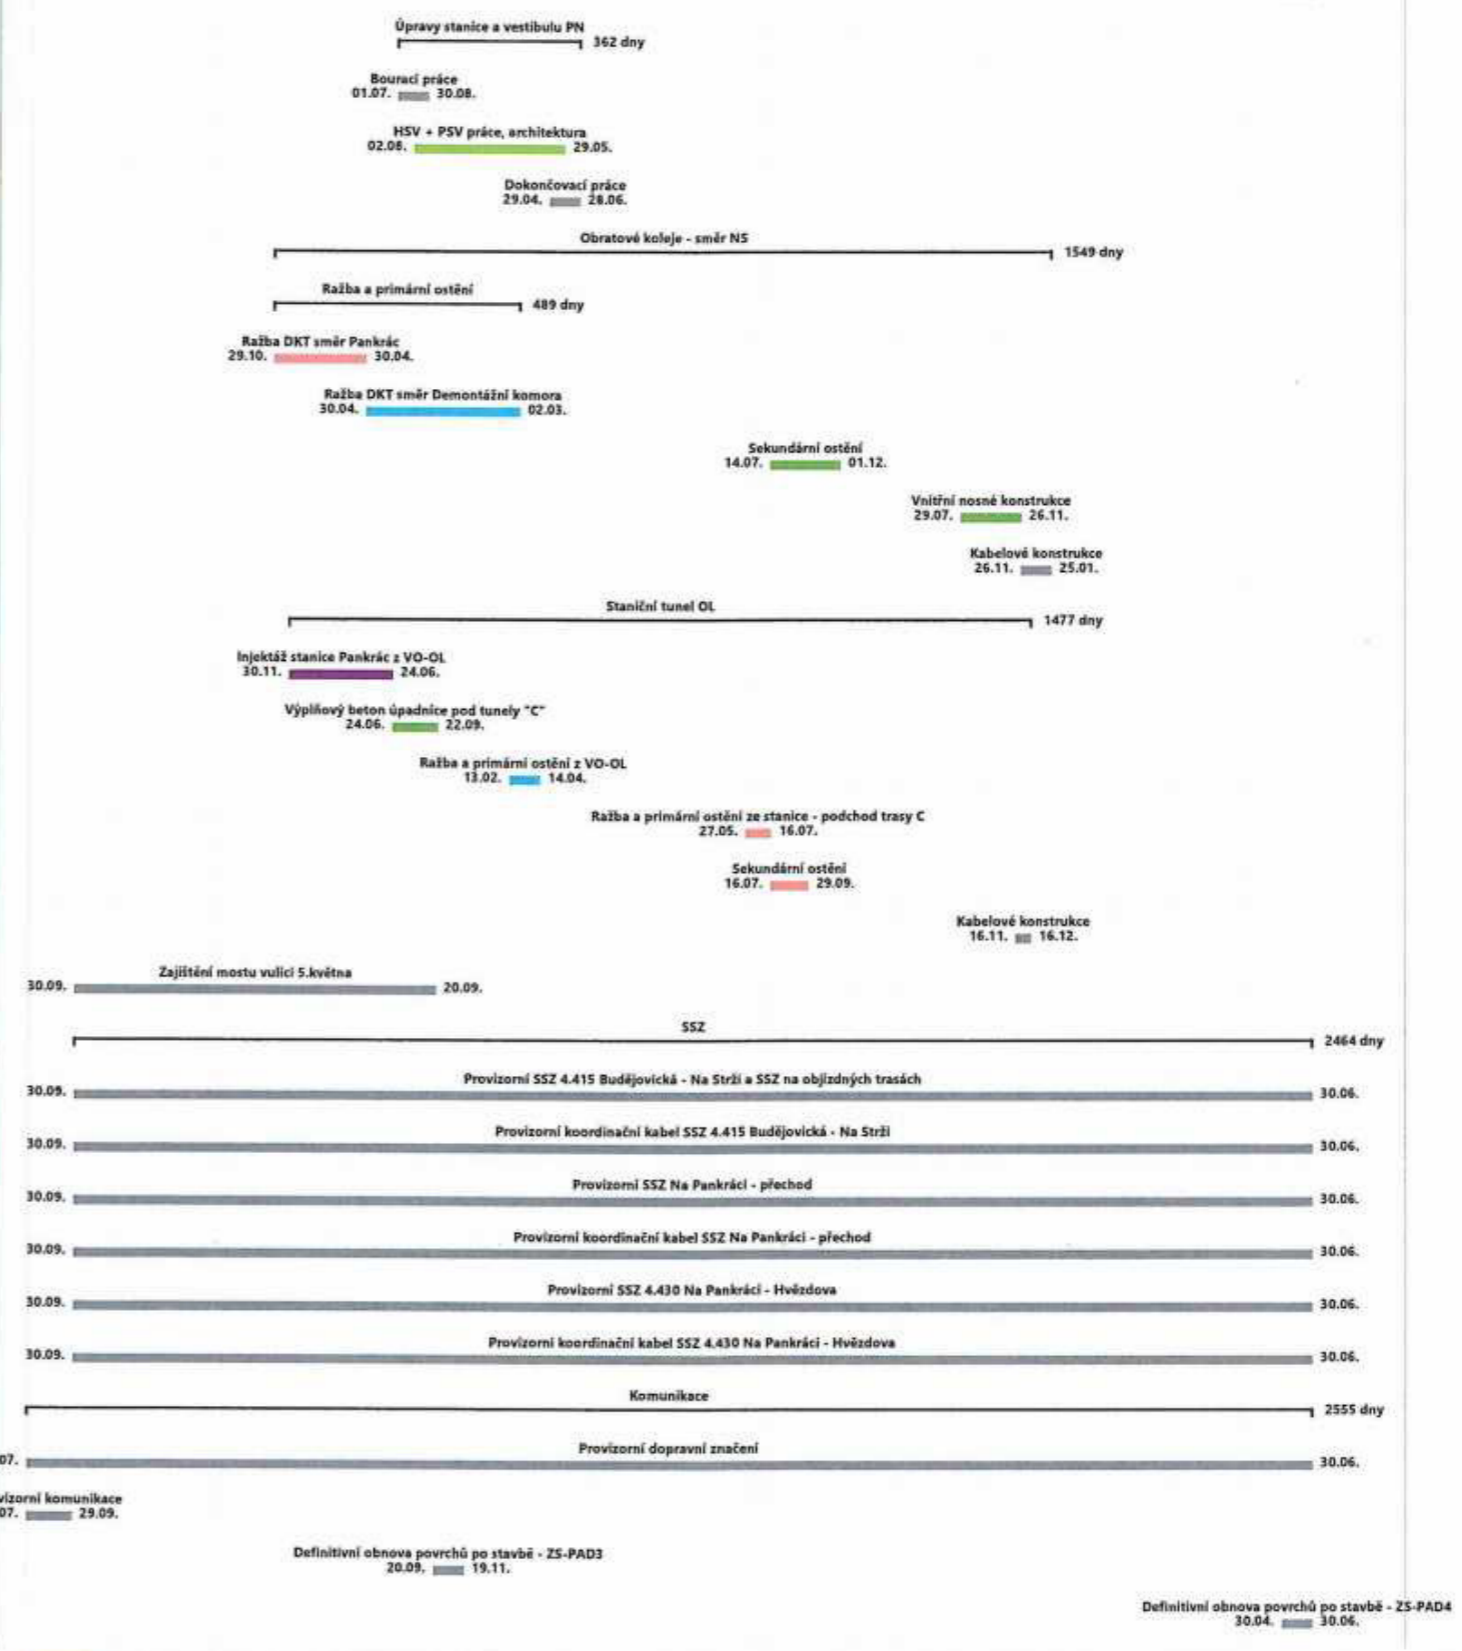 Úpravy stanice a vestibulu PN
362 dny
Bourací práce
01.07. 30.08.
HSV + PSV práce, architektura
02.08. 29.05.
Dokončovací práce
29.04. 28.06.
Obratové koleje - směr NS
1549 dny
Ražba a primární ostění
489 dny
Ražba DKT směr Pankrác
29.10. 30.04.
Ražba DKT směr Demontážní komora
30.04. 02.03.
Sekundární ostění
14.07. 01.12.
Vnitřní nosné konstrukce
29.07. 26.11.
Kabelové konstrukce
26.11. 25.01.
Staniční tunel OL
1477 dny
Injektáž stanice Pankrác z VO-OL
30.11. 24.06.
Výplňový beton úpadnice pod tunely "C"
24.06. 22.09.
Ražba a primární ostění z VO-OL
13.02. 14.04.
Ražba a primární ostění ze stanice - podchod trasy C
27.05. 16.07.
Sekundární ostění
16.07. 29.09.
Kabelové konstrukce
16.11. 16.12.
Zajištění mostu vulici 5.května
30.09. 20.09.
SSZ
2464 dny
Provizorní SSZ 4.415 Budějovická - Na Strži a SSZ na objízdných trasách
30.09. 30.06.
Provizorní koordinační kabel SSZ 4.415 Budějovická - Na Strži
30.09. 30.06.
Provizorní SSZ Na Pankráci - přechod
30.09. 30.06.
Provizorní koordinační kabel SSZ Na Pankráci - přechod
30.09. 30.06.
Provizorní SSZ 4.430 Na Pankráci - Hvězdova
30.09. 30.06.
Provizorní koordinační kabel SSZ 4.430 Na Pankráci - Hvězdova
30.09. 30.06.
Komunikace
2555 dny
Provizorní dopravní značení
07. 30.06.
vizorní komunikace
07. 29.09.
Definitivní obnova povrchů po stavbě - ZS-PAD3
20.09. 19.11.
Definitivní obnova povrchů po stavbě - ZS-PAD4
30.04. 30.06.